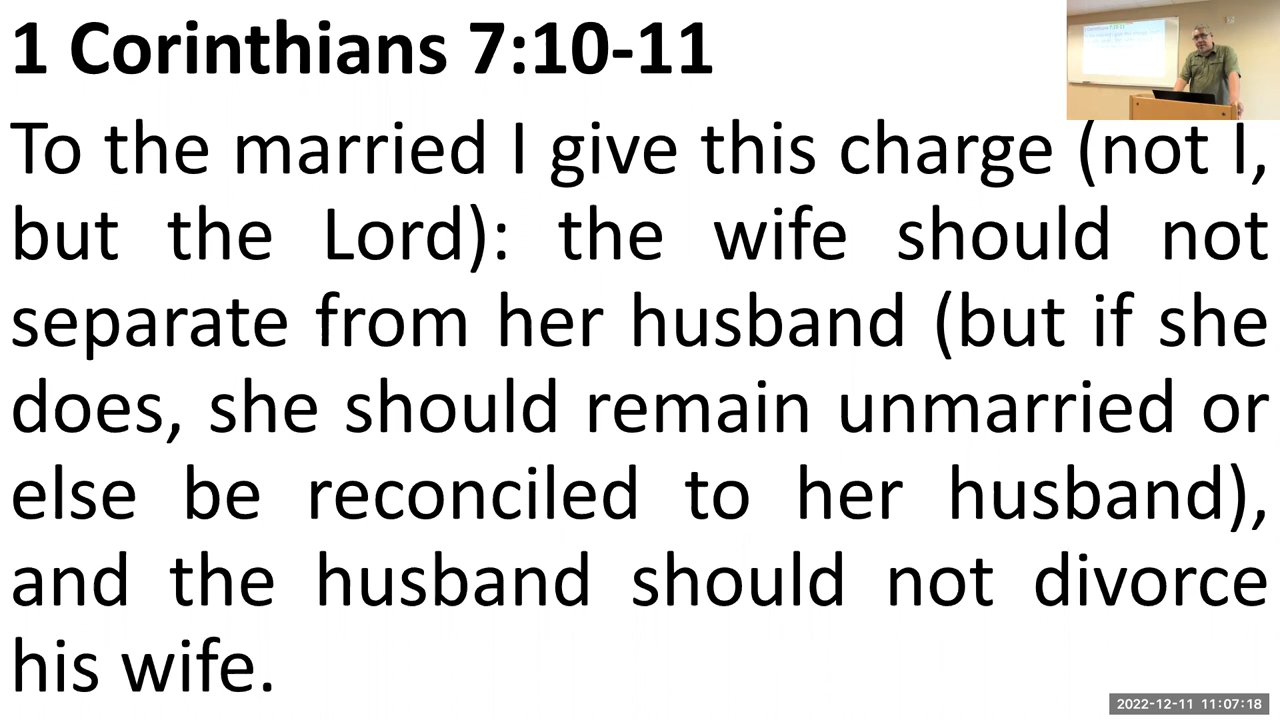 1 Corinthians 7:10-11
To the married I give this charge (not I,
but the Lord): the wife should not
separate from her husband (but if she
does, she should remain unmarried or
else be reconciled to her husband),
and the husband should not divorce
his wife.
2022-12-11 11:07:18